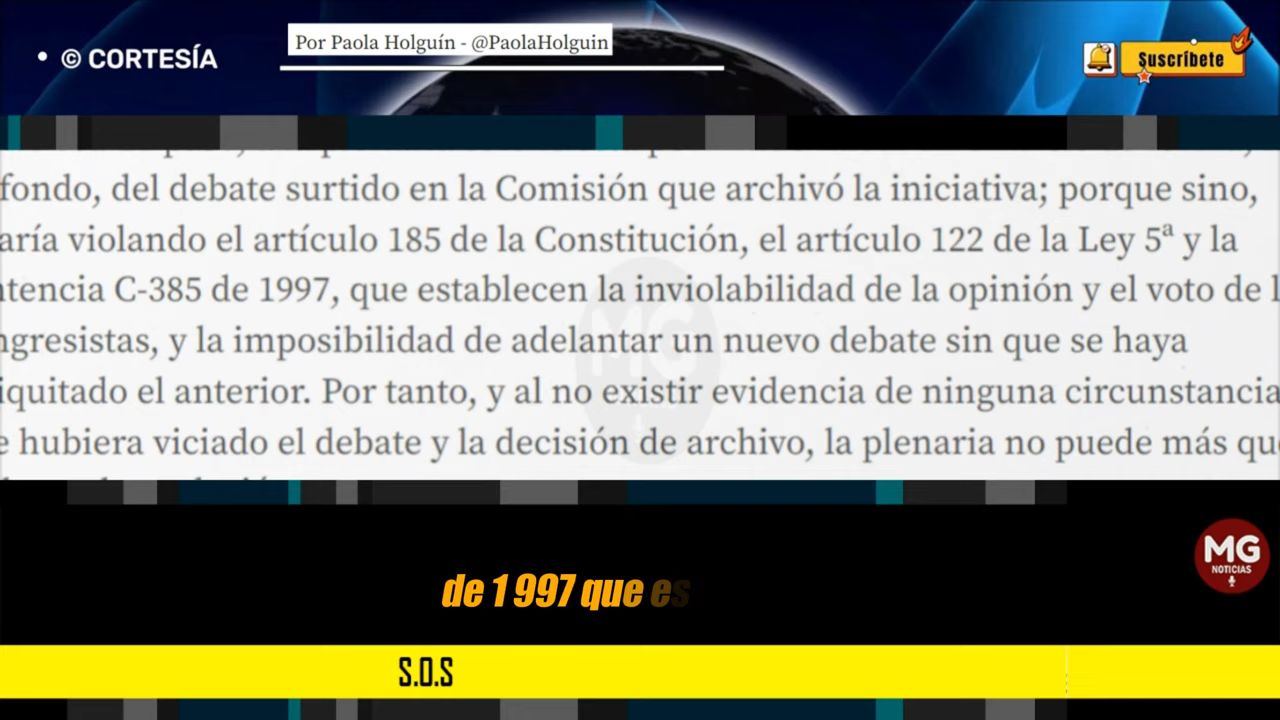 • © CORTESÍA
Por Paola Holguín - @PaolaHolguin
Suscríbete
fondo, del debate surtido en la Comisión que archivó la iniciativa; porque sino,
aría violando el artículo 185 de la Constitución, el artículo 122 de la Ley 5ª y la
ntencia C-385 de 1997, que establecen la inviolabilidad de la opinión y el voto de l
ngresistas, y la imposibilidad de adelantar un nuevo debate sin que se haya
iquitado el anterior. Por tanto, y al no existir evidencia de ninguna circunstancia
e hubiera viciado el debate y la decisión de archivo, la plenaria no puede más qu
MG
MG
NOTICIAS
de 1 997 que es
S.O.S